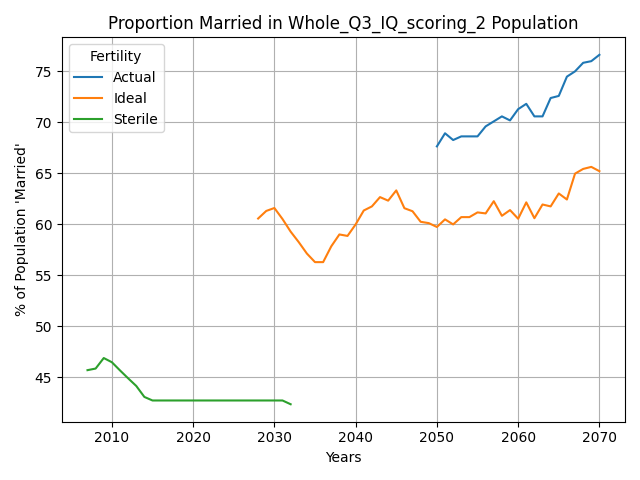 Proportion Married in Whole_Q3_IQ_scoring_2 Population
Fertility
Actual
Ideal
Sterile
% of Population 'Married'
75
70
65
60
55
50
45
2010
2020
2030
2040
2050
2060
2070
Years